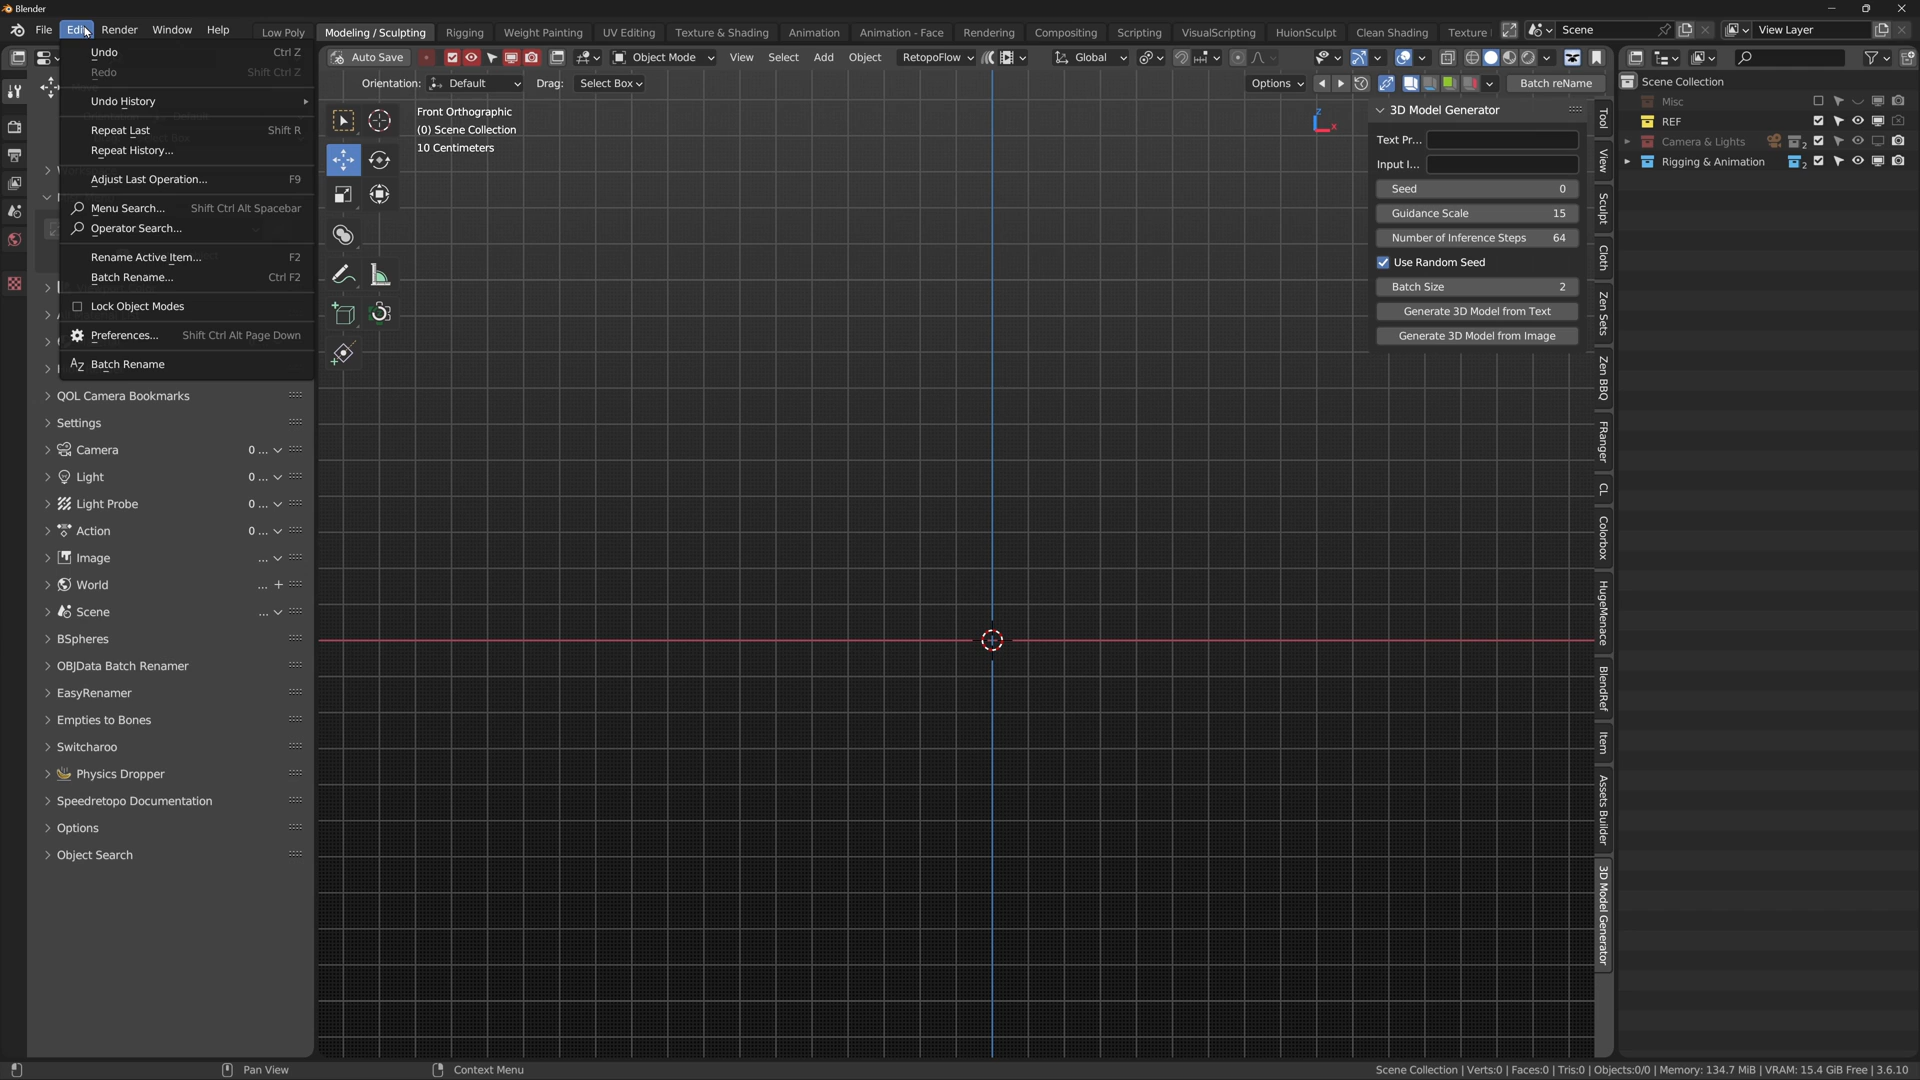 Blender
File Edit Render Window Help Low Poly Modeling / Sculpting Rigging Weight Painting UV Editing Texture & Shading Animation Animation - Face Rendering Compositing Scripting VisualScripting HuionSculpt Clean Shading Texture Scene View Layer
Auto Save Object Mode View Select Add Object RetopoFlow Global
Orientation: Default Drag: Select Box Options Batch reName
Undo Ctrl Z
Redo Shift Ctrl Z
Undo History
Repeat Last Shift R
Repeat History...
Adjust Last Operation... F9
Menu Search... Shift Ctrl Alt Spacebar
Operator Search...
Rename Active Item... F2
Batch Rename... Ctrl F2
Lock Object Modes
Preferences... Shift Ctrl Alt Page Down
Batch Rename
QOL Camera Bookmarks
Settings
Camera 0 ...
Light 0 ...
Light Probe 0 ...
Action 0 ...
Image ...
World ...
Scene ...
BSpheres
OBJData Batch Renamer
EasyRenamer
Empties to Bones
Switcharoo
Physics Dropper
Speedretopo Documentation
Options
Object Search
Front Orthographic
(0) Scene Collection
10 Centimeters
Z
X
3D Model Generator
Text Pr...
Input I...
Seed 0
Guidance Scale 15
Number of Inference Steps 64
Use Random Seed
Batch Size 2
Generate 3D Model from Text
Generate 3D Model from Image
Tool
View
Sculpt
Cloth
Zen Sets
Zen BBQ
FRanger
CL
Colorbox
HugeMenace
BlendRef
Item
Assets Builder
3D Model Generator
Scene Collection
Misc
REF
Camera & Lights 2
Rigging & Animation 2
Pan View Context Menu Scene Collection | Verts:0 | Faces:0 | Tris:0 | Objects:0/0 | Memory: 134.7 MiB | VRAM: 15.4 GiB Free | 3.6.10